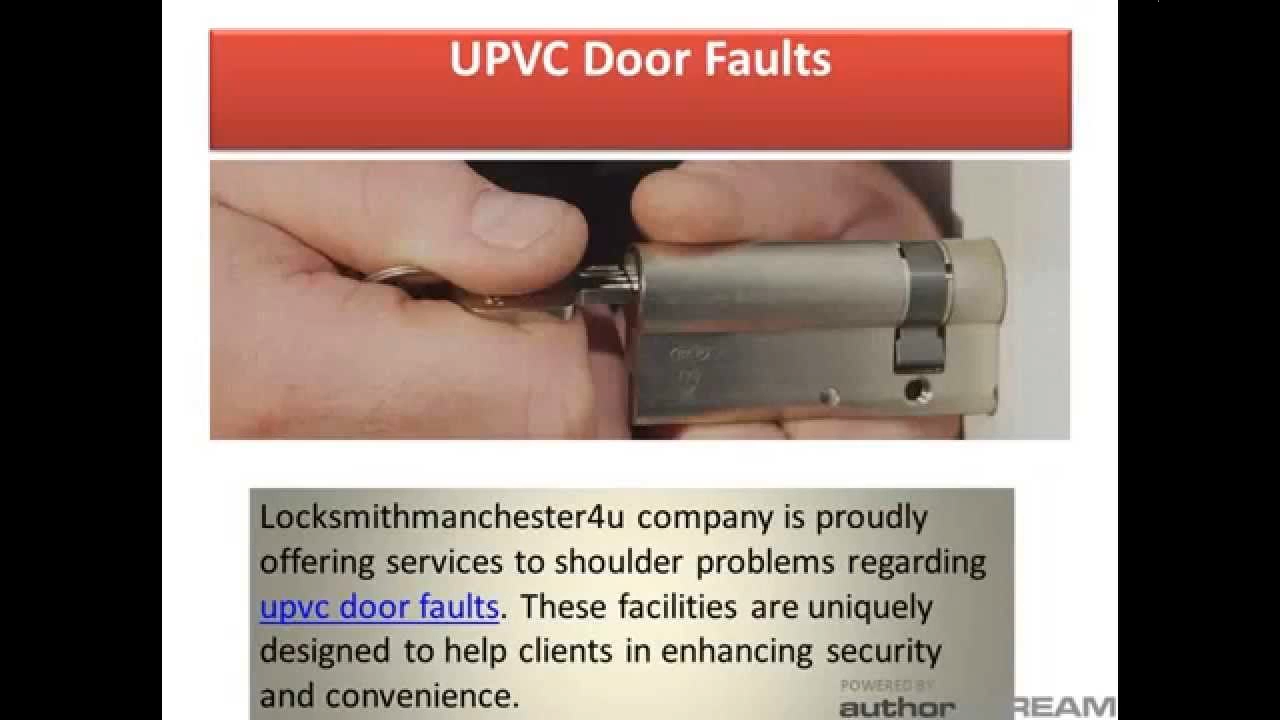 UPVC Door Faults
Locksmithmanchester4u company is proudly
offering services to shoulder problems regarding
upvc door faults. These facilities are uniquely
designed to help clients in enhancing security
and convenience.
POWERED BY
author REAM